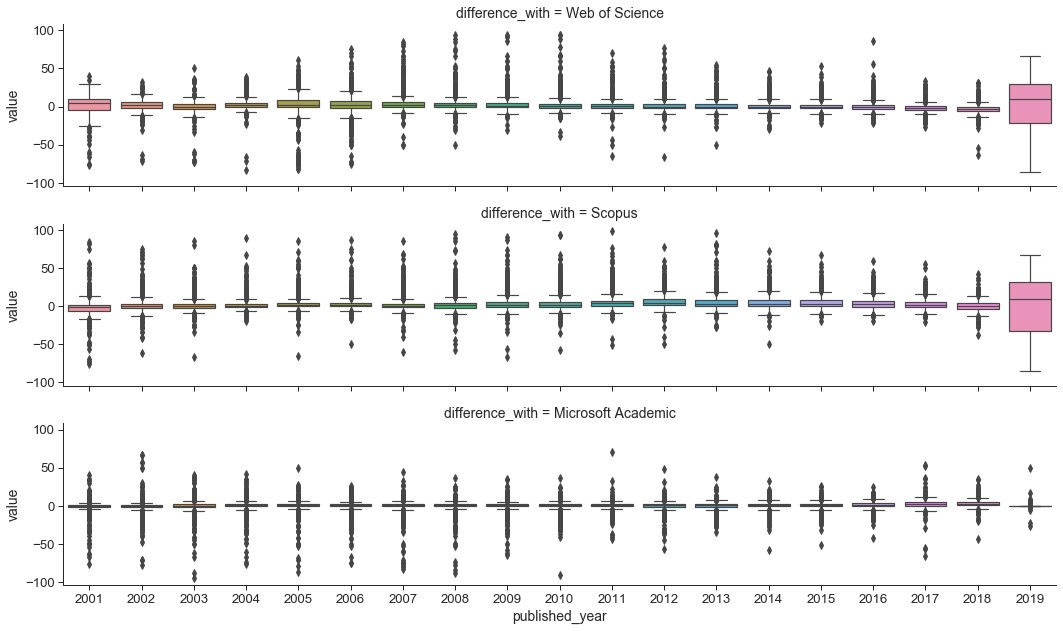 difference_with = Web of Science
100
50
0
−50
−100
value
difference_with = Scopus
100
50
0
−50
−100
value
difference_with = Microsoft Academic
100
50
0
−50
−100
value
2001 2002 2003 2004 2005 2006 2007 2008 2009 2010 2011 2012 2013 2014 2015 2016 2017 2018 2019
published_year